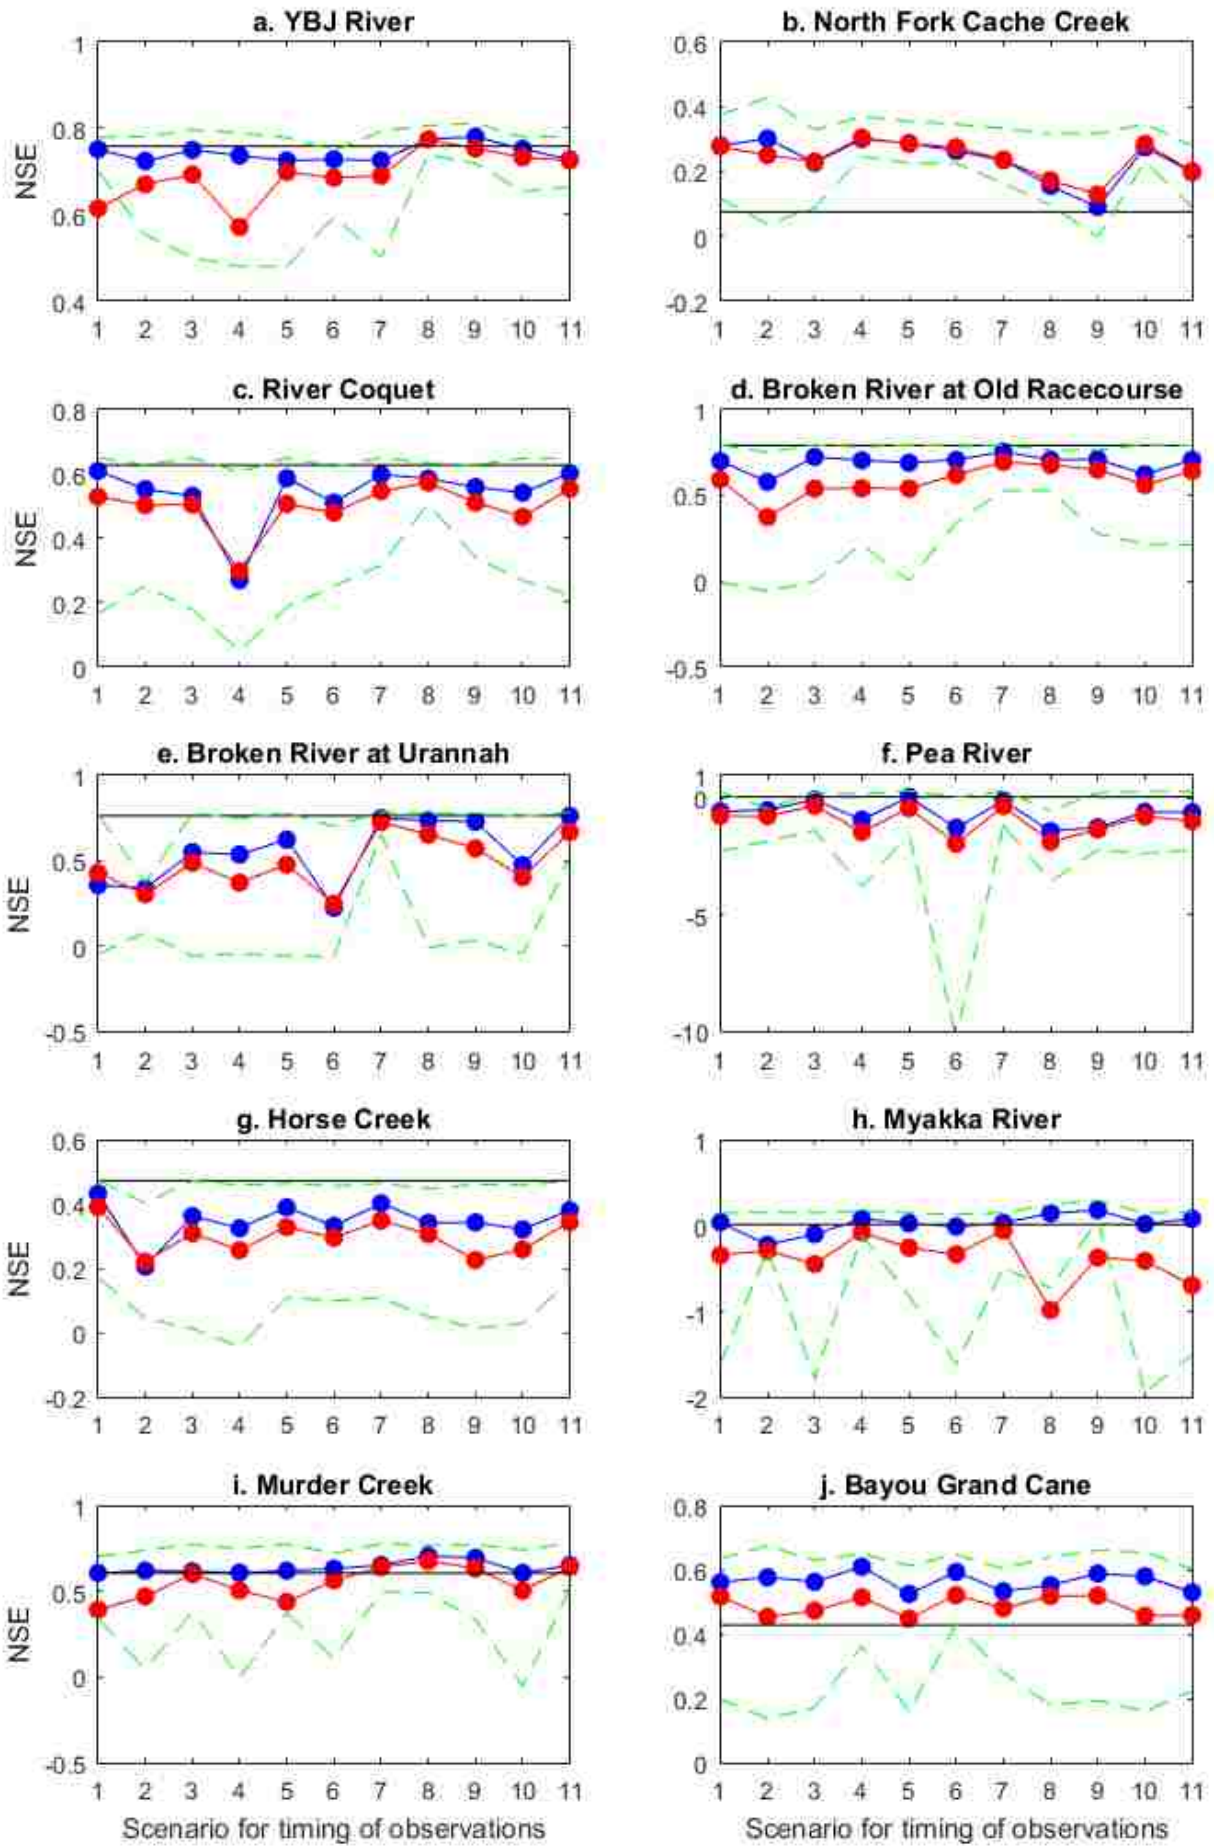 a. YBJ River
1
0.8
0.6
0.4
NSE
1 2 3 4 5 6 7 8 9 10 11
b. North Fork Cache Creek
0.6
0.4
0.2
0
-0.2
1 2 3 4 5 6 7 8 9 10 11
c. River Coquet
0.8
0.6
0.4
0.2
0
NSE
1 2 3 4 5 6 7 8 9 10 11
d. Broken River at Old Racecourse
1
0.5
0
-0.5
1 2 3 4 5 6 7 8 9 10 11
e. Broken River at Urannah
1
0.5
0
-0.5
NSE
1 2 3 4 5 6 7 8 9 10 11
f. Pea River
1
0
-5
-10
1 2 3 4 5 6 7 8 9 10 11
g. Horse Creek
0.6
0.4
0.2
0
-0.2
NSE
1 2 3 4 5 6 7 8 9 10 11
h. Myakka River
1
0
-1
-2
1 2 3 4 5 6 7 8 9 10 11
i. Murder Creek
1
0.5
0
-0.5
NSE
1 2 3 4 5 6 7 8 9 10 11
Scenario for timing of observations
j. Bayou Grand Cane
0.8
0.6
0.4
0.2
0
1 2 3 4 5 6 7 8 9 10 11
Scenario for timing of observations